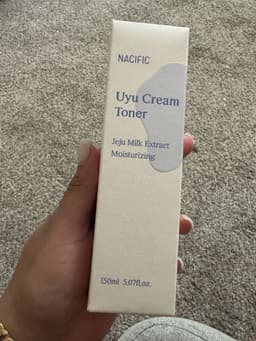 NACIFIC
Uyu Cream
Toner
Jeju Milk Extract
Moisturizing
150ml 5.07fl.oz.